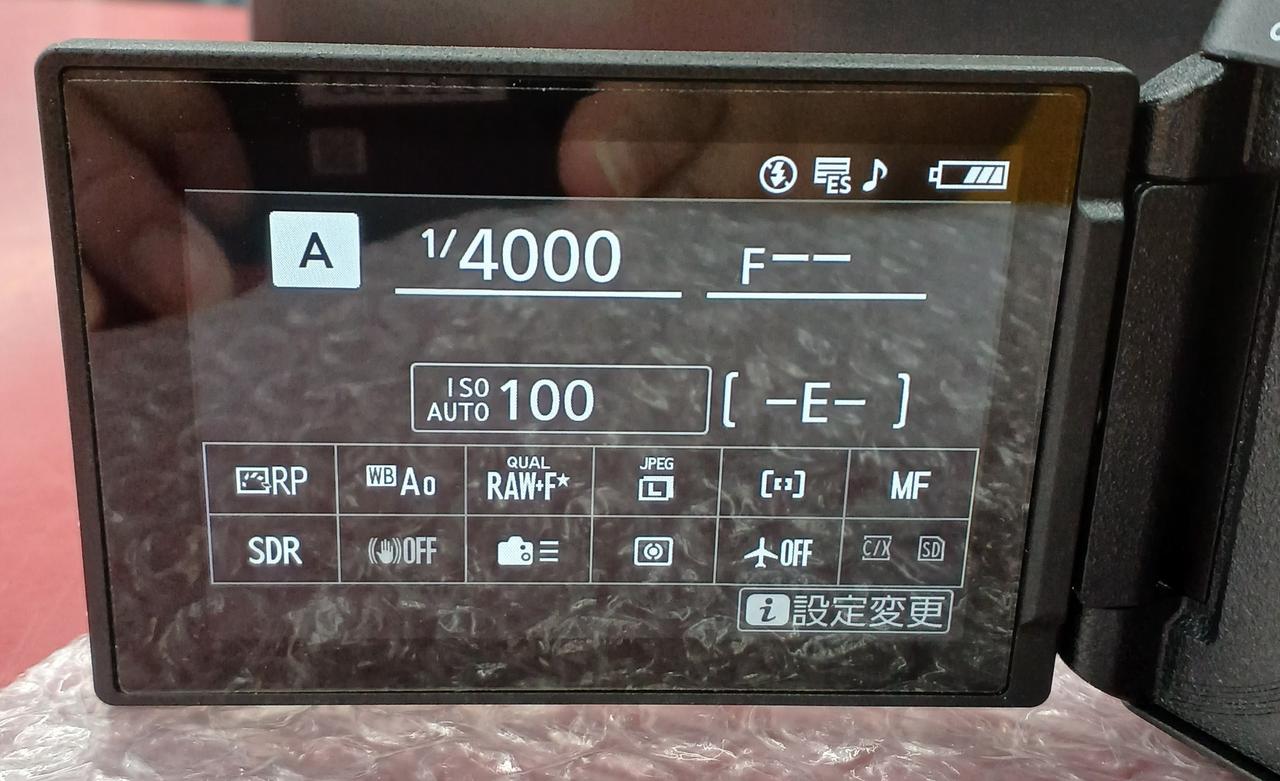 ES
A 1/4000 F--
ISO AUTO 100 [ -E- ]
RP WB A0 QUAL RAW+F★ JPEG L MF
SDR OFF OFF C/X SD
i設定変更